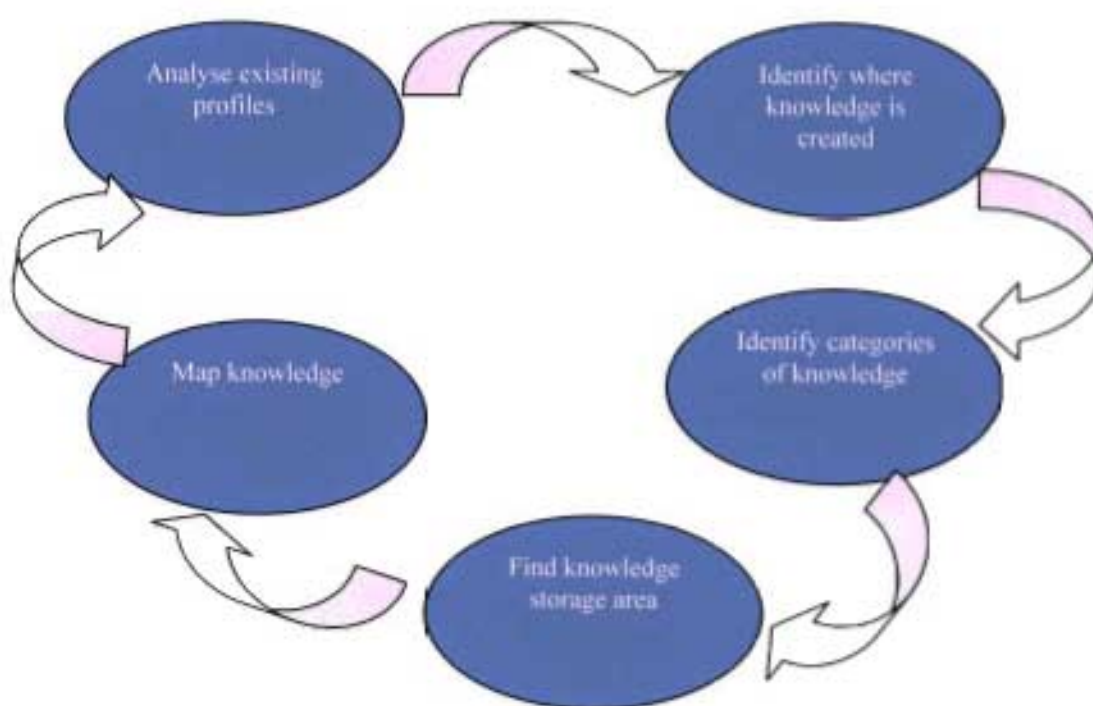 Analyse existing
profiles
Identify where
knowledge is
created
Identify categories
of knowledge
Find knowledge
storage area
Map knowledge